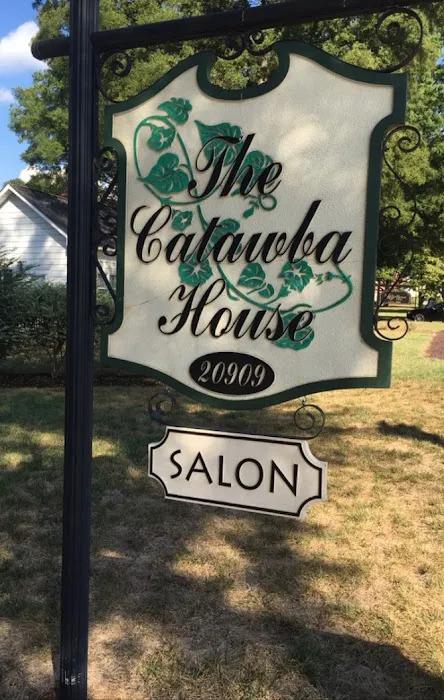 The
Catawba
House
20909
SALON